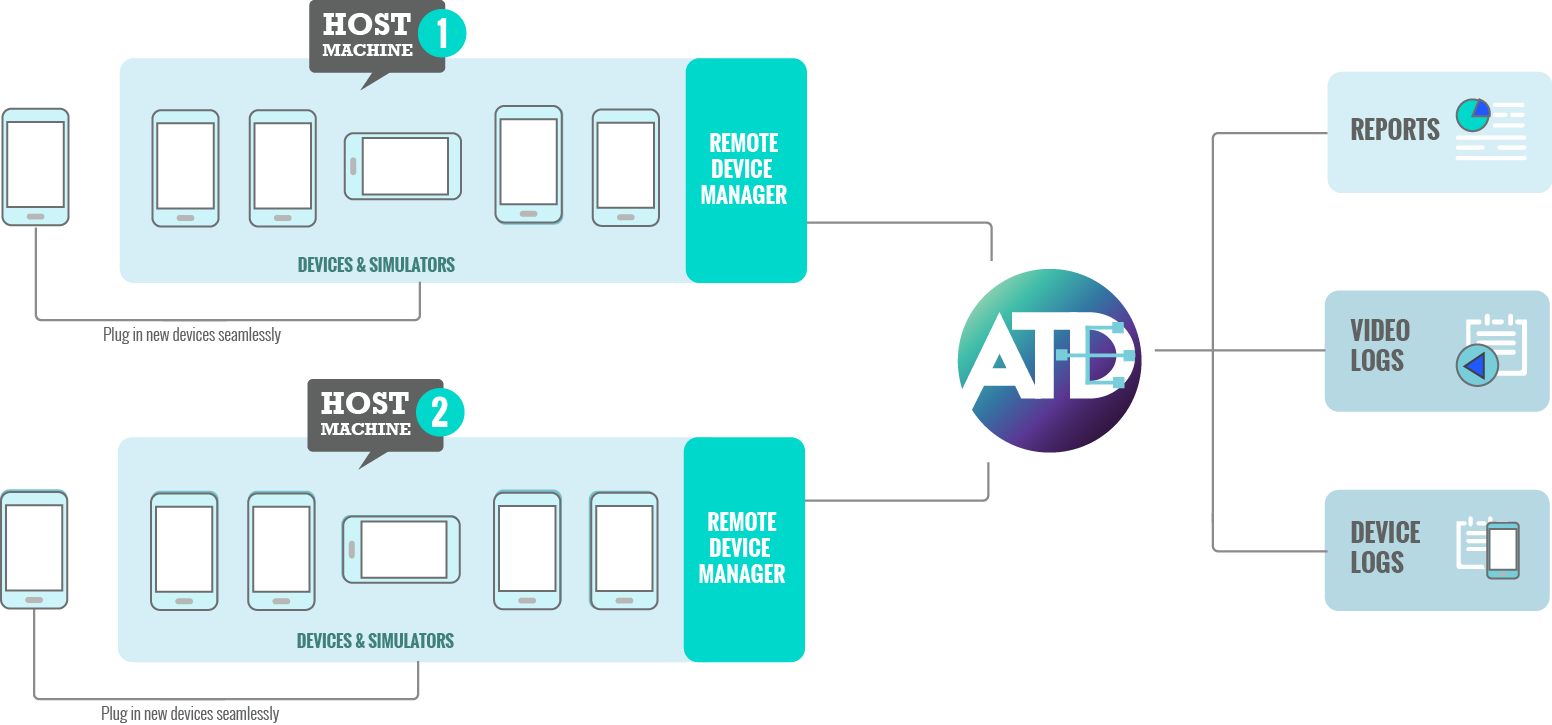 HOST
MACHINE
1
REMOTE
DEVICE
MANAGER
DEVICES & SIMULATORS
Plug in new devices seamlessly
HOST
MACHINE
2
REMOTE
DEVICE
MANAGER
DEVICES & SIMULATORS
Plug in new devices seamlessly
ATD
REPORTS
VIDEO
LOGS
DEVICE
LOGS